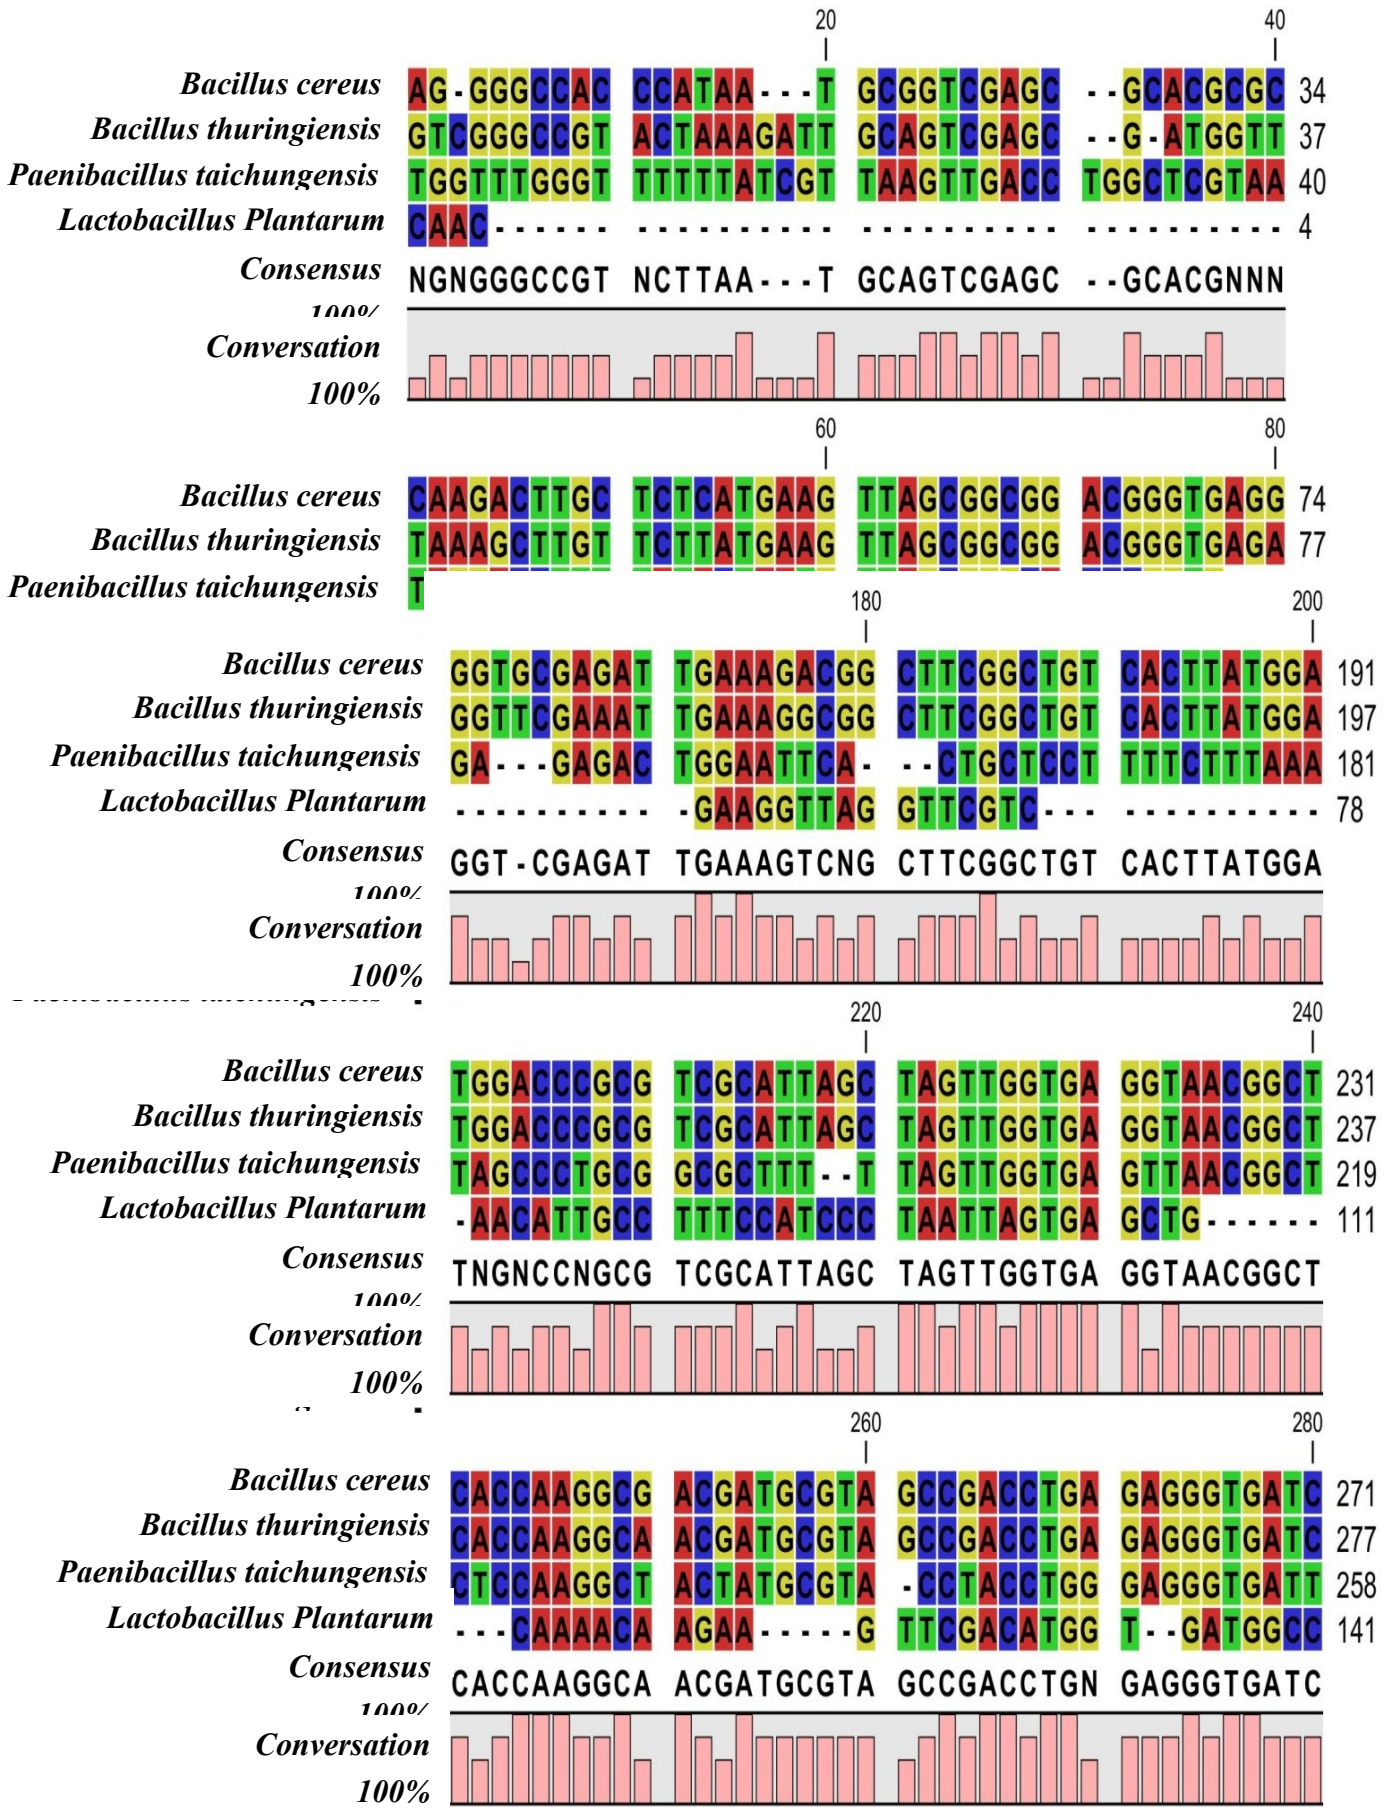 20 40
Bacillus cereus AG-GGGCCAC CCATAA---T GCGGTCGAGC --GCACGCGC 34
Bacillus thuringiensis GTCGGGCCGT ACTAAAGATT GCAGTCGAGC --G-ATGGTT 37
Paenibacillus taichungensis TGGTTTGGGT TTTTTATCGT TAAGTTGACC TGGCTCGTAA 40
Lactobacillus Plantarum CAAC------ ---------- ---------- ---------- 4
Consensus NGNGGGCCGT NCTTAA---T GCAGTCGAGC --GCACGNNN
100%
Conversation
100%
60 80
Bacillus cereus CAAGACTTGC TCTCATGAAG TTAGCGGCGG ACGGGTGAGG 74
Bacillus thuringiensis TAAAGCTTGT TCTTATGAAG TTAGCGGCGG ACGGGTGAGA 77
Paenibacillus taichungensis T
180 200
Bacillus cereus GGTGCGAGAT TGAAAGACGG CTTCGGCTGT CACTTATGGA 191
Bacillus thuringiensis GGTTCGAAAT TGAAAGGCGG CTTCGGCTGT CACTTATGGA 197
Paenibacillus taichungensis GA---GAGAC TGGAATTCA- --CTGCTCCT TTTCTTTAAA 181
Lactobacillus Plantarum ---------- -GAAGGTTAG GTTCGTC--- ---------- 78
Consensus GGT-CGAGAT TGAAAGTCNG CTTCGGCTGT CACTTATGGA
100%
Conversation
100%
220 240
Bacillus cereus TGGACCCGCG TCGCATTAGC TAGTTGGTGA GGTAACGGCT 231
Bacillus thuringiensis TGGACCCGCG TCGCATTAGC TAGTTGGTGA GGTAACGGCT 237
Paenibacillus taichungensis TAGCCCTGCG GCGCTTT--T TAGTTGGTGA GTTAACGGCT 219
Lactobacillus Plantarum -AACATTGCC TTTCCATCCC TAATTAGTGA GCTG------ 111
Consensus TNGNCCNGCG TCGCATTAGC TAGTTGGTGA GGTAACGGCT
100%
Conversation
100%
260 280
Bacillus cereus CACCAAGGCG ACGATGCGTA GCCGACCTGA GAGGGTGATC 271
Bacillus thuringiensis CACCAAGGCA ACGATGCGTA GCCGACCTGA GAGGGTGATC 277
Paenibacillus taichungensis CTCCAAGGCT ACTATGCGTA -CCTACCTGG GAGGGTGATT 258
Lactobacillus Plantarum ---CAAAACA AGAA-----G TTCGACATGG T--GATGGCC 141
Consensus CACCAAGGCA ACGATGCGTA GCCGACCTGN GAGGGTGATC
100%
Conversation
100%